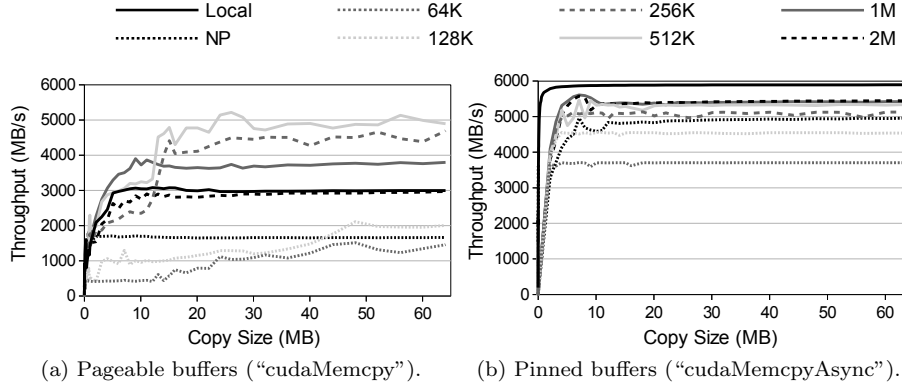 Local 64K 256K 1M
NP 128K 512K 2M
Throughput (MB/s)
6000
5000
4000
3000
2000
1000
0
0 10 20 30 40 50 60
Copy Size (MB)
(a) Pageable buffers (“cudaMemcpy”).
Throughput (MB/s)
6000
5000
4000
3000
2000
1000
0
0 10 20 30 40 50 60
Copy Size (MB)
(b) Pinned buffers (“cudaMemcpyAsync”).